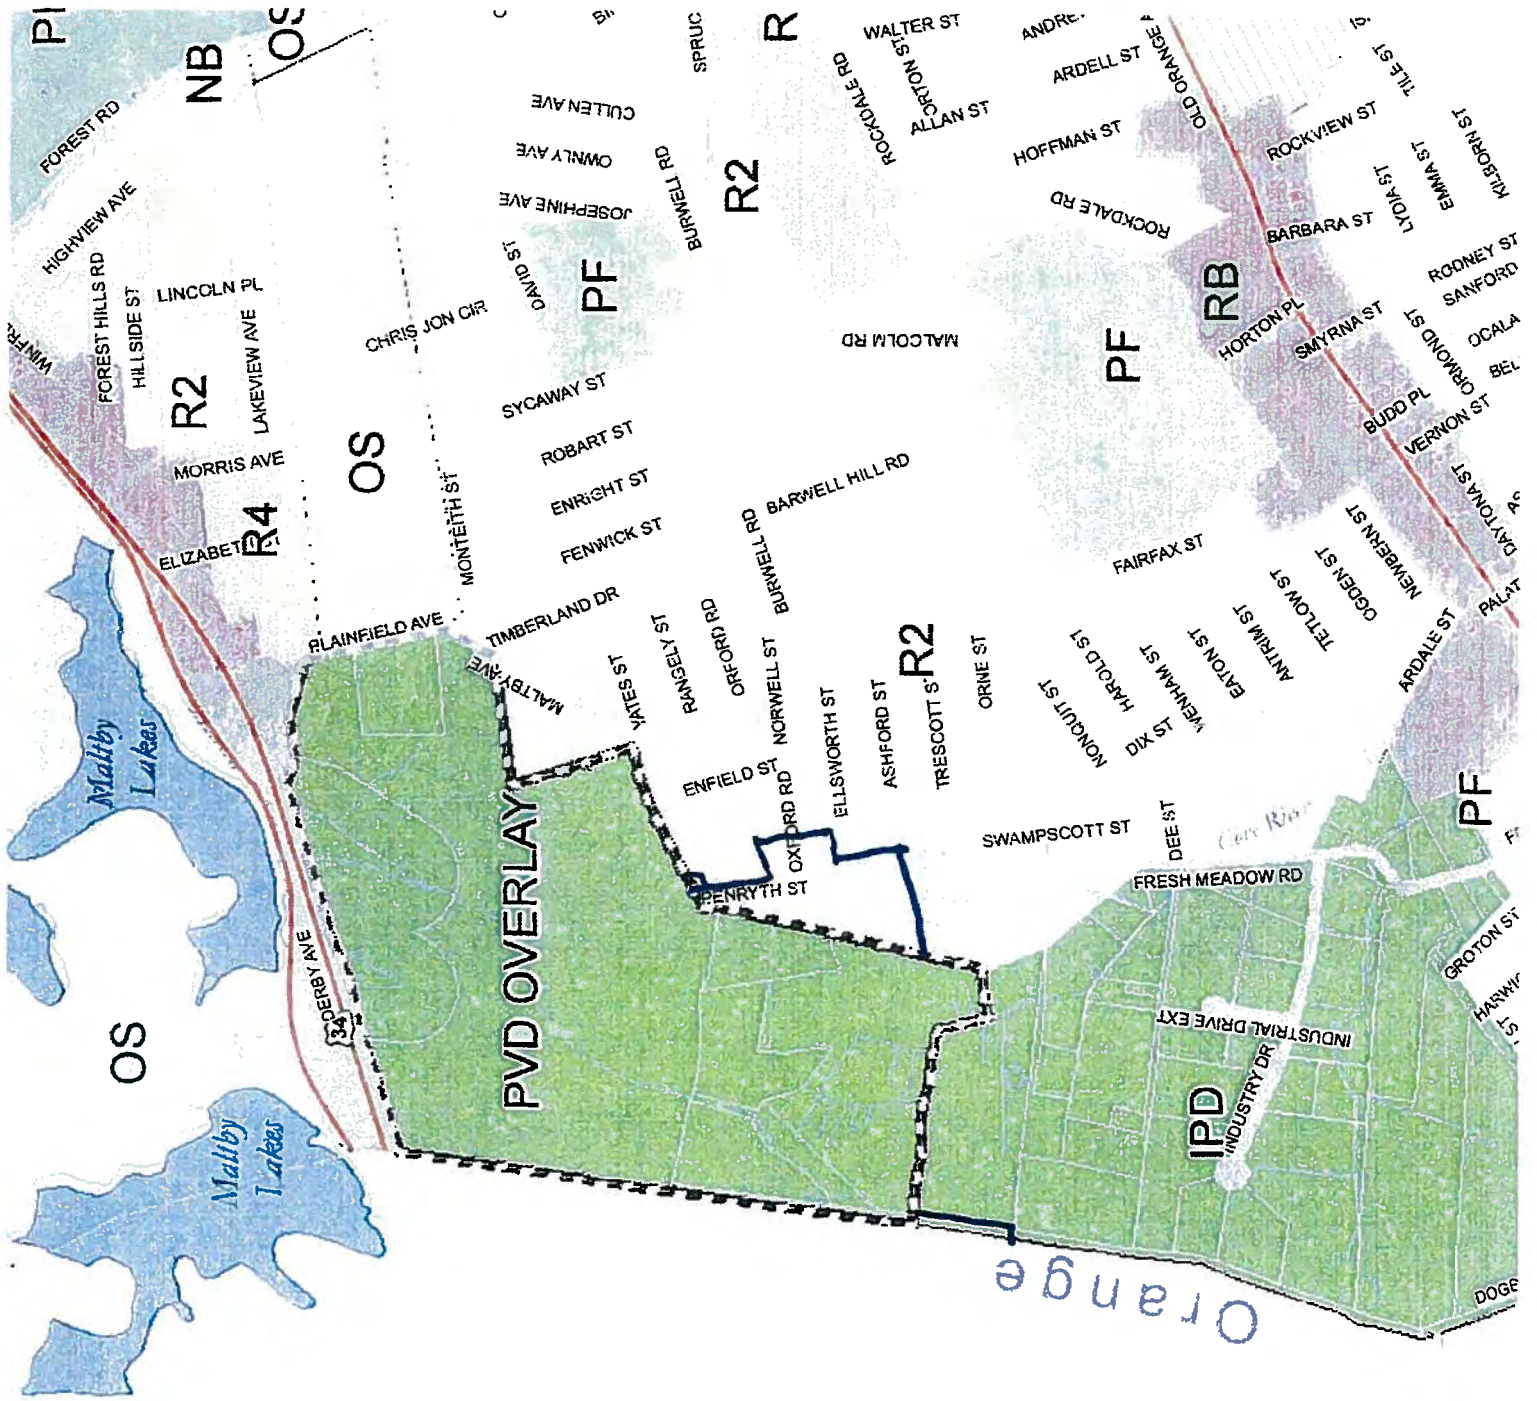 NB
OS
R
WALTER ST
ARDELL ST
OLD ORANGE
TILE ST
FOREST RD
CULLEN AVE
ROCKDALE RD
ORTON ST
ALLAN ST
HOFFMAN ST
ROCKVIEW ST
KILBORN ST
OWNLY AVE
JOSEPHINE AVE
BURWELL RD
R2
ROCKDALE RD
LYDIA ST
EMMA ST
BARBARA ST
HIGHVIEW AVE
FOREST HILLS RD
HILLSIDE ST
LINCOLN PL
LAKEVIEW AVE
DAVID ST
PF
CHRIS JON CIR
MALCOLM RD
PF
RB
HORTON PL
SMYRNA ST
RODNEY ST
SANFORD
OCALA
ORMOND ST
R2
OS
SYCAWAY ST
ROBART ST
BUDD PL
VERNON ST
MORRIS AVE
R4
MONTEITH ST
ENRIGHT ST
FENWICK ST
BARWELL HILL RD
BURWELL RD
FAIRFAX ST
DAYTONA ST
NEWBERN ST
OGDEN ST
TETLOW ST
ANTRIM ST
EATON ST
WENHAM ST
HAROLD ST
NONQUIT ST
DIX ST
ARDALE ST
PLAINFIELD AVE
TIMBERLAND DR
MALTBY AVE
YATES ST
RANGSELY ST
ORFORD RD
NORWELL ST
ELLSWORTH ST
ASHFORD ST
R2
TRESCOTT ST
ORNE ST
Maltby
Lakes
ENFIELD ST
OXFORD RD
PENRYTH ST
SWAMPSCOTT ST
DEE ST
Cove River
PF
FRESH MEADOW RD
PVD OVERLAY
DERBY AVE
34
OS
INDUSTRIAL DRIVE EXT
INDUSTRY DR
IPD
GROTON ST
Maltby
Lakes
Orange